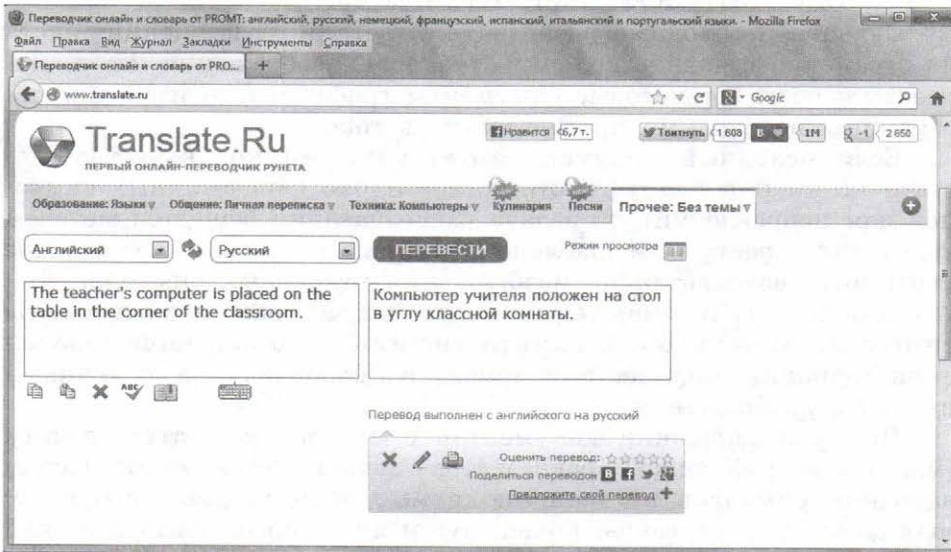 Переводчик онлайн и словарь от PROMT: английский, русский, немецкий, французский, испанский, итальянский и португальский языки. - Mozilla Firefox
Файл Правка Вид Журнал Закладки Инструменты Справка
Переводчик онлайн и словарь от PRO... +
www.translate.ru Google
Translate.Ru Нравится 6,7 т. Твитнуть 1 608 В 1М +1 2 650
ПЕРВЫЙ ОНЛАЙН-ПЕРЕВОДЧИК РУНЕТА
Образование: Языки Общение: Личная переписка Техника: Компьютеры Кулинария Песни Прочее: Без темы
Английский Русский ПЕРЕВЕСТИ Режим просмотра
The teacher's computer is placed on the
table in the corner of the classroom.
Компьютер учителя положен на стол
в углу классной комнаты.
ABC
Перевод выполнен с английского на русский
Оценить перевод:
Поделиться переводом
Предложите свой перевод +